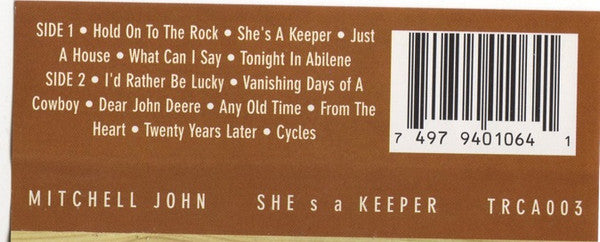 SIDE 1 • Hold On To The Rock • She's A Keeper • Just
A House • What Can I Say • Tonight In Abilene
SIDE 2 • I'd Rather Be Lucky • Vanishing Days of A
Cowboy • Dear John Deere • Any Old Time • From The
Heart • Twenty Years Later • Cycles
7 4979401064 1
MITCHELL JOHN SHE s a KEEPER TRCA003